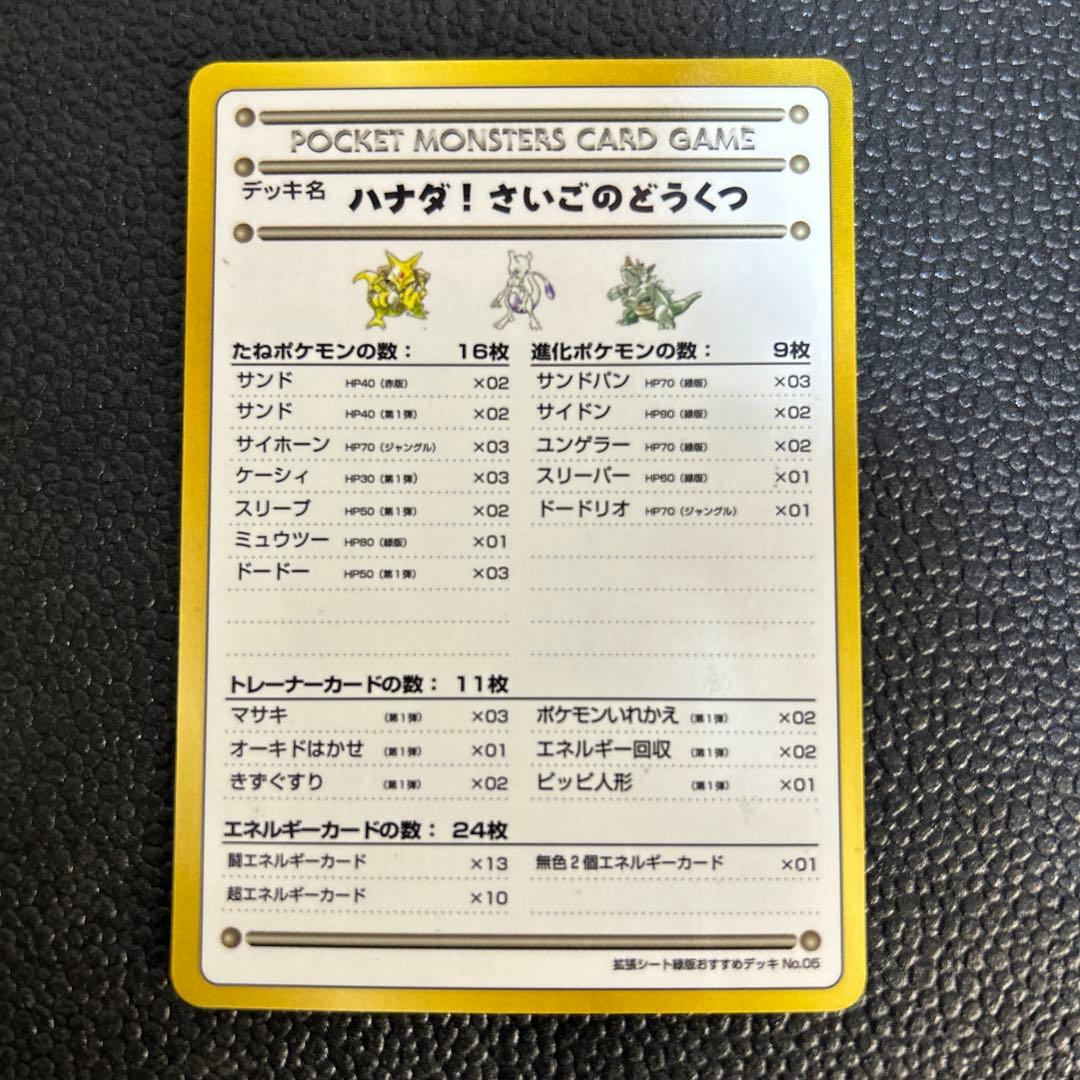 POCKET MONSTERS CARD GAME
デッキ名 ハナダ！さいごのどうくつ
たねポケモンの数： 16枚
サンド HP40（赤版） ×02
サンド HP40（第1弾） ×02
サイホーン HP70（ジャングル） ×03
ケーシィ HP30（第1弾） ×03
スリープ HP50（第1弾） ×02
ミュウツー HP80（緑版） ×01
ドードー HP50（第1弾） ×03
進化ポケモンの数： 9枚
サンドパン HP70（緑版） ×03
サイドン HP90（緑版） ×02
ユンゲラー HP70（緑版） ×02
スリーパー HP60（緑版） ×01
ドードリオ HP70（ジャングル） ×01
トレーナーカードの数： 11枚
マサキ （第1弾） ×03
オーキドはかせ （第1弾） ×01
きずぐすり （第1弾） ×02
ポケモンいれかえ （第1弾） ×02
エネルギー回収 （第1弾） ×02
ピッピ人形 （第1弾） ×01
エネルギーカードの数： 24枚
闘エネルギーカード ×13
超エネルギーカード ×10
無色2個エネルギーカード ×01
拡張シート緑版おすすめデッキ No.05